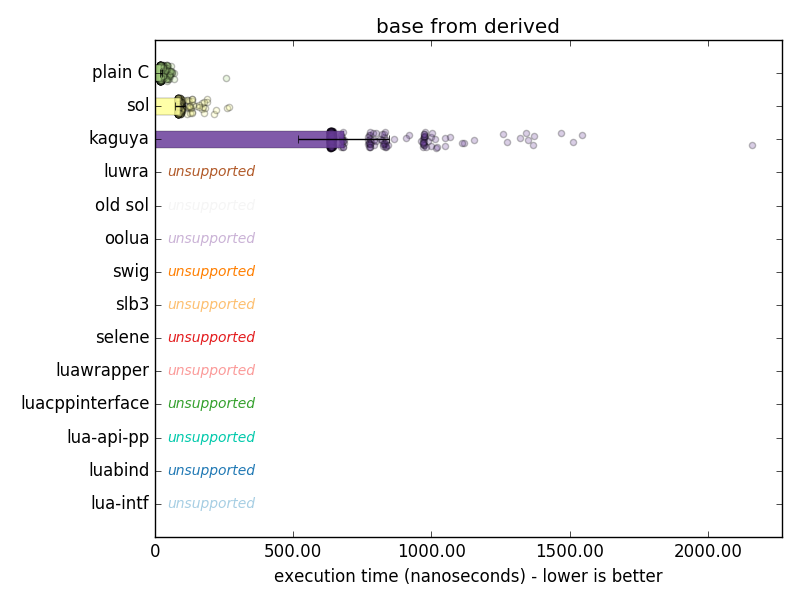 base from derived
plain C
sol
kaguya
luwra unsupported
old sol unsupported
oolua unsupported
swig unsupported
slb3 unsupported
selene unsupported
luawrapper unsupported
luacppinterface unsupported
lua-api-pp unsupported
luabind unsupported
lua-intf unsupported
0 500.00 1000.00 1500.00 2000.00
execution time (nanoseconds) - lower is better